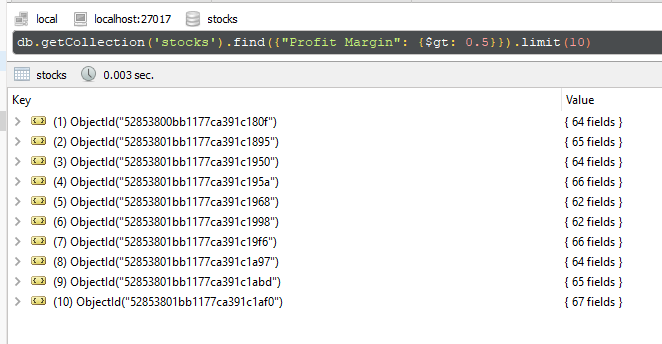 local localhost:27017 stocks
db.getCollection('stocks').find({"Profit Margin": {$gt: 0.5}}).limit(10)
stocks 0.003 sec.
Key Value
(1) ObjectId("52853800bb1177ca391c180f") { 64 fields }
(2) ObjectId("52853801bb1177ca391c1895") { 65 fields }
(3) ObjectId("52853801bb1177ca391c1950") { 64 fields }
(4) ObjectId("52853801bb1177ca391c195a") { 66 fields }
(5) ObjectId("52853801bb1177ca391c1968") { 62 fields }
(6) ObjectId("52853801bb1177ca391c1998") { 62 fields }
(7) ObjectId("52853801bb1177ca391c19f6") { 66 fields }
(8) ObjectId("52853801bb1177ca391c1a97") { 64 fields }
(9) ObjectId("52853801bb1177ca391c1abd") { 65 fields }
(10) ObjectId("52853801bb1177ca391c1af0") { 67 fields }